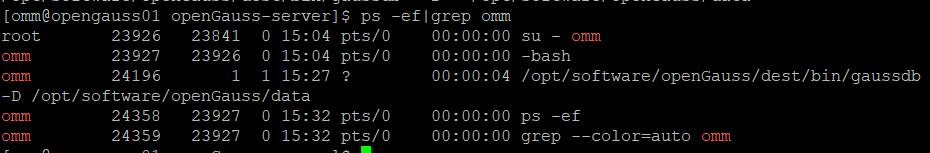 [omm@opengauss01 openGauss-server]$ ps -ef|grep omm
root     23926 23841  0 15:04 pts/0    00:00:00 su - omm
omm      23927 23926  0 15:04 pts/0    00:00:00 -bash
omm      24196     1  1 15:27 ?        00:00:04 /opt/software/openGauss/dest/bin/gaussdb
-D /opt/software/openGauss/data
omm      24358 23927  0 15:32 pts/0    00:00:00 ps -ef
omm      24359 23927  0 15:32 pts/0    00:00:00 grep --color=auto omm